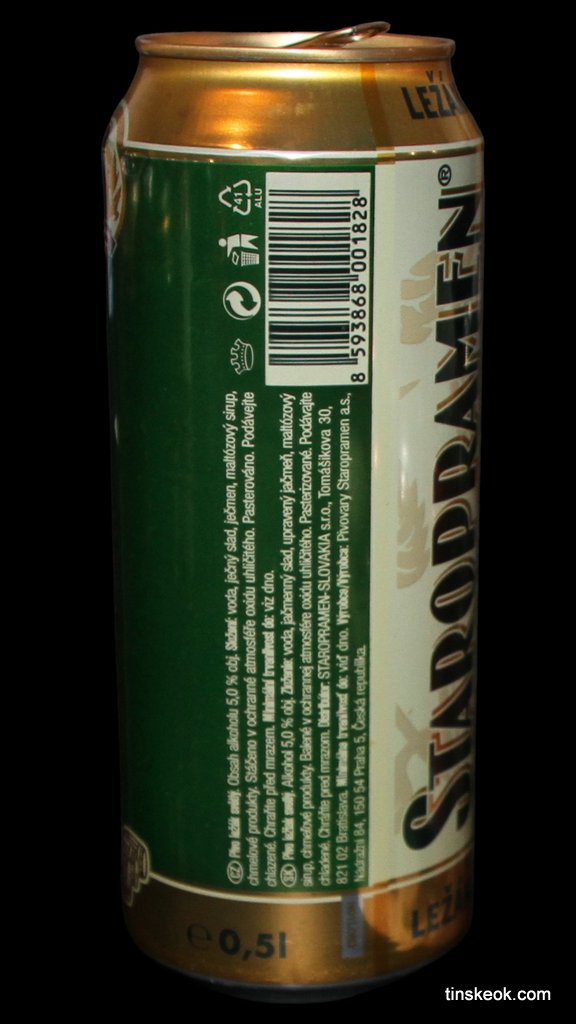 LEŽÁ
STAROPRAMEN®
41
ALU
8 593868 001828
CZ Pivo ležák světlý. Obsah alkoholu 5,0 % obj. Složení: voda, ječný slad, ječmen, maltózový sirup,
chmelové produkty. Stáčeno v ochranné atmosféře oxidu uhličitého. Pasterováno. Podávejte
chlazené. Chraňte před mrazem. Minimální trvanlivost do: viz dno.
SK Pivo ležiak svetlý. Alkohol 5,0 % obj. Zloženie: voda, jačmenný slad, upravený jačmeň, maltózový
sirup, chmeľové produkty. Balené v ochrannej atmosfére oxidu uhličitého. Pasterizované. Podávajte
chladené. Chráňte pred mrazom. Distribútor: STAROPRAMEN-SLOVAKIA s.r.o., Tomášikova 30,
821 02 Bratislava. Minimálna trvanlivosť do: viď dno. Výrobce/Výrobca: Pivovary Staropramen a.s.,
Nádražní 84, 150 54 Praha 5, Česká republika.
LEŽÁ
℮ 0,5l
tinskeok.com